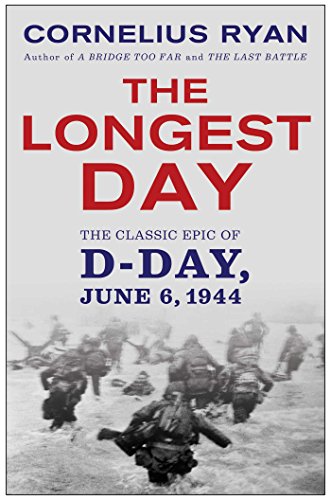 CORNELIUS RYAN
Author of A BRIDGE TOO FAR and THE LAST BATTLE
THE
LONGEST
DAY
THE CLASSIC EPIC OF
D-DAY,
JUNE 6, 1944